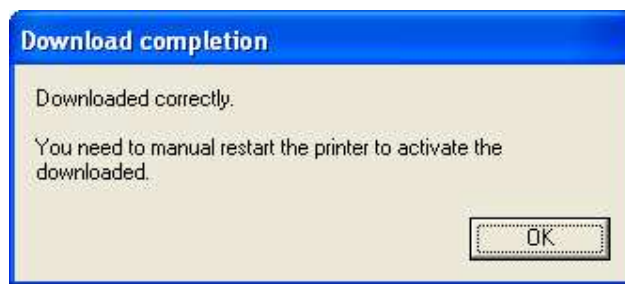 Download completion
Downloaded correctly.
You need to manual restart the printer to activate the
downloaded.
OK